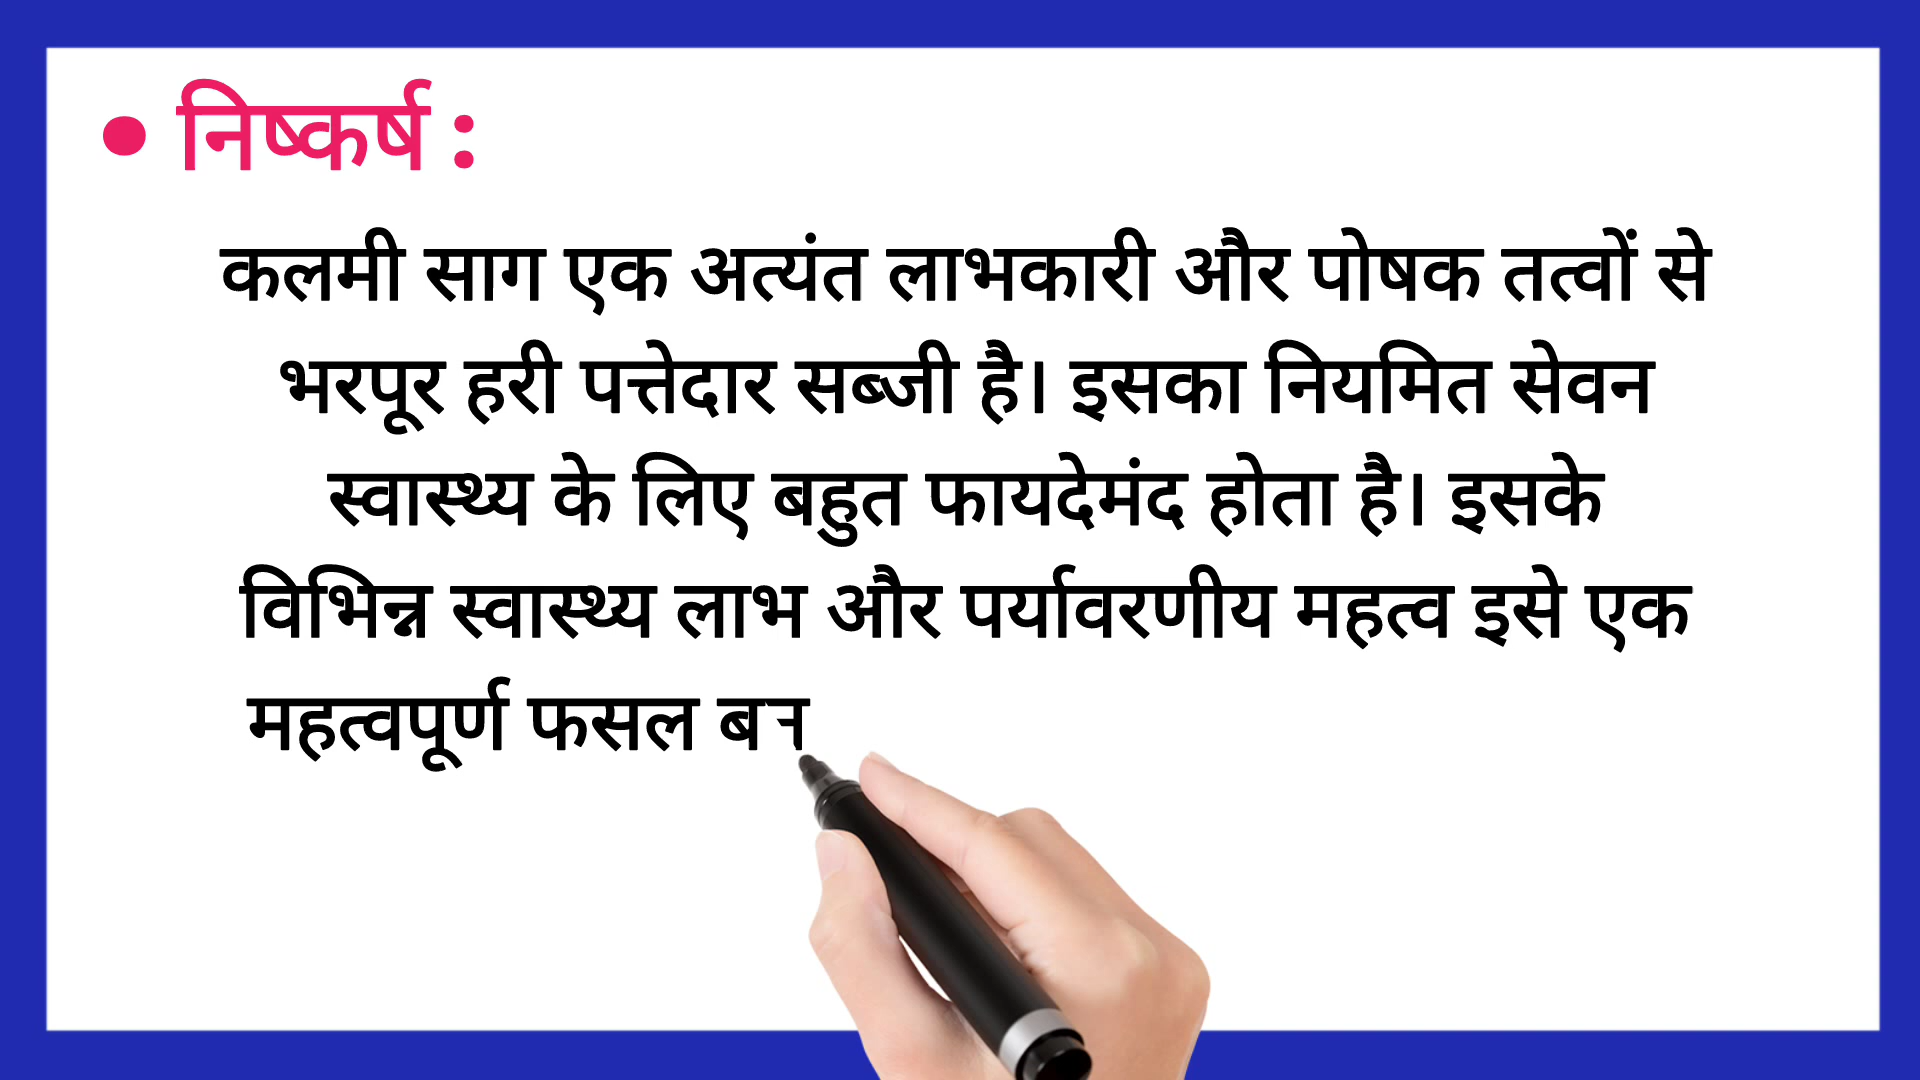 • निष्कर्ष :
कलमी साग एक अत्यंत लाभकारी और पोषक तत्वों से
भरपूर हरी पत्तेदार सब्जी है। इसका नियमित सेवन
स्वास्थ्य के लिए बहुत फायदेमंद होता है। इसके
विभिन्न स्वास्थ्य लाभ और पर्यावरणीय महत्व इसे एक
महत्वपूर्ण फसल बन